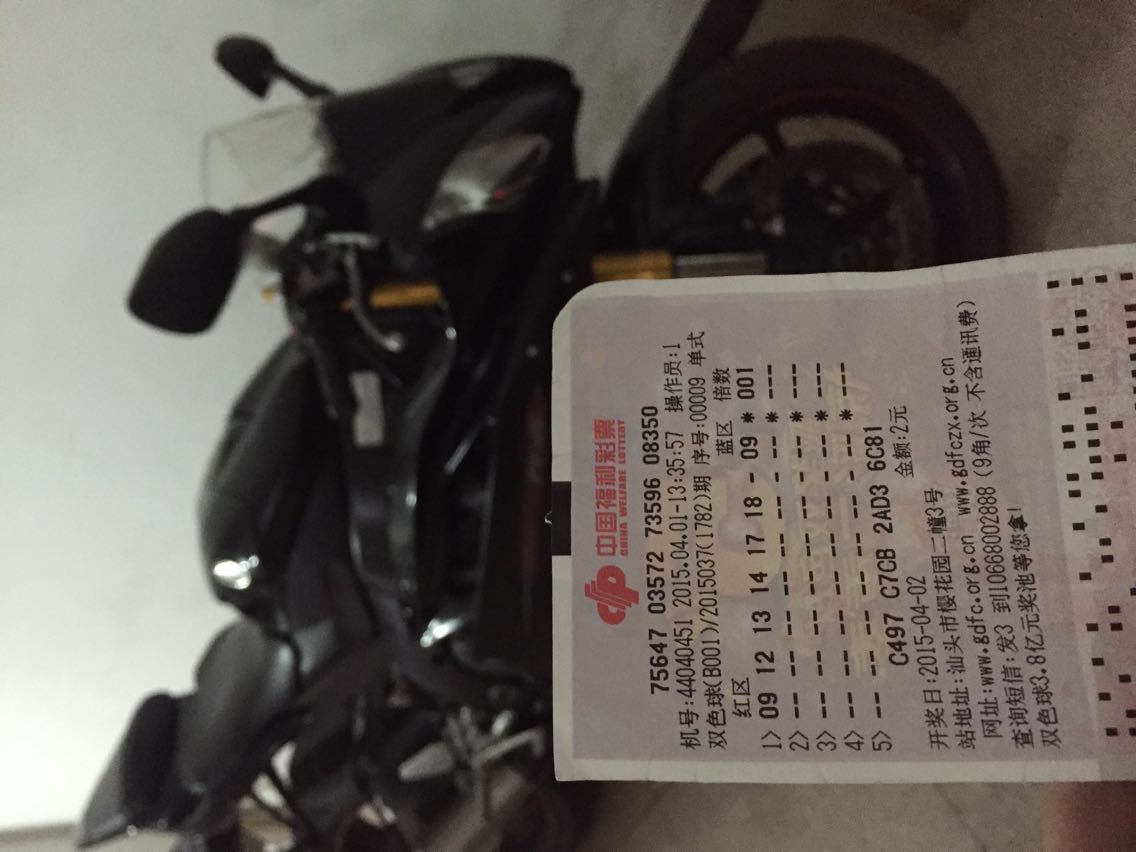 中国福利彩票
CHINA WELFARE LOTTERY
75647 03572 73596 08350
机号:44040451 2015.04.01-13:35:57 操作员:1
双色球(B001)/2015037(1782)期 序号:00009 单式
红区 蓝区 倍数
1> 09 12 13 14 17 18 - 09 * 001
2> -- -- -- -- -- -- - -- * ---
3> -- -- -- -- -- -- - -- * ---
4> -- -- -- -- -- -- - -- * ---
5> -- -- -- -- -- -- - -- * ---
C497 C7CB 2AD3 6C81
开奖日:2015-04-02 金额:2元
站地址:汕头市樱花园二幢3号
网址:www.gdfc.org.cn www.gdfczx.org.cn
查询短信:发3 到10668002888 (9角/次 不含通讯费)
双色球3.8亿元奖池等您拿!